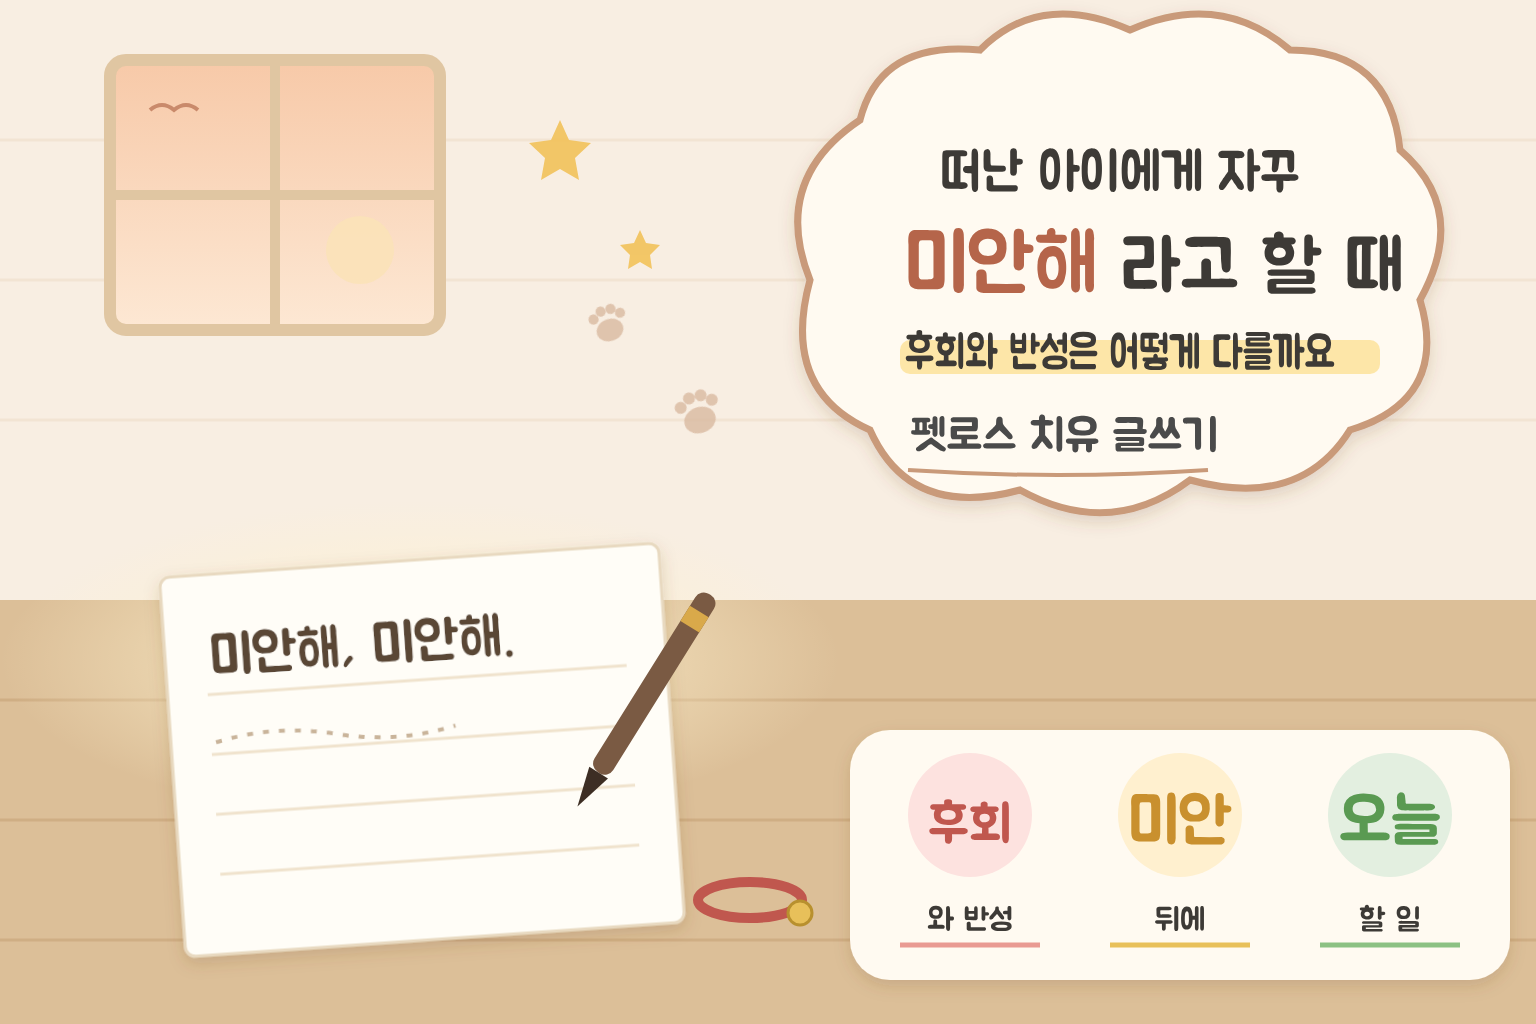 떠난 아이에게 자꾸
미안해 라고 할 때
후회와 반성은 어떻게 다를까요
펫로스 치유 글쓰기
미안해, 미안해.
후회
와 반성
미안
뒤에
오늘
할 일